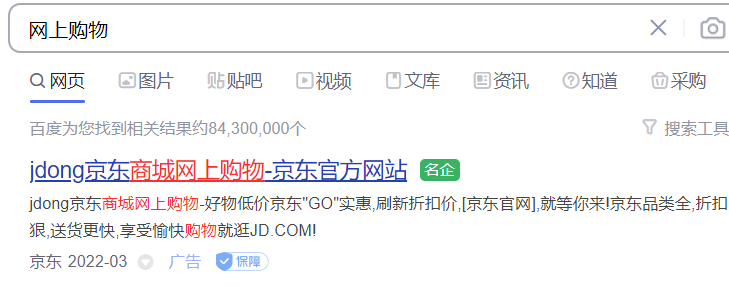 网上购物
网页 图片 贴贴吧 视频 文库 资讯 知道 采购
百度为您找到相关结果约84,300,000个 搜索工具
jdong京东商城网上购物-京东官方网站 名企
jdong京东商城网上购物-好物低价京东"GO"实惠,刷新折扣价,[京东官网],就等你来!京东品类全,折扣
狠,送货更快,享受愉快购物就逛JD.COM!
京东 2022-03 广告 保障